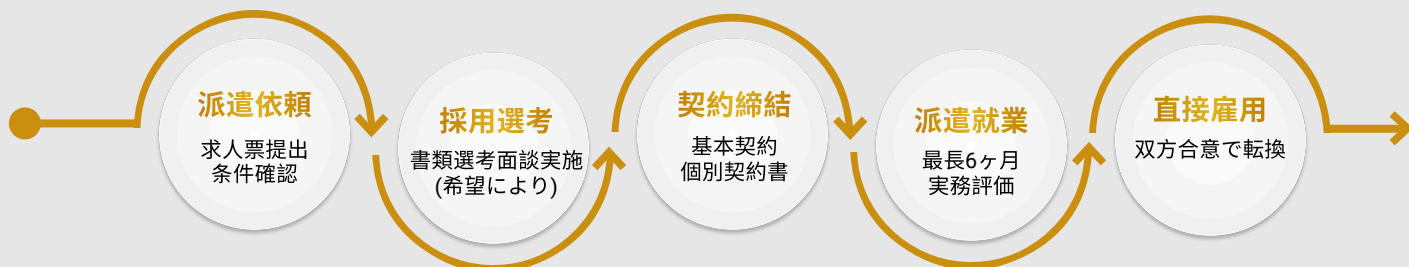 派遣依頼
求人票提出
条件確認
採用選考
書類選考面談実施
(希望により)
契約締結
基本契約
個別契約書
派遣就業
最長6ヶ月
実務評価
直接雇用
双方合意で転換